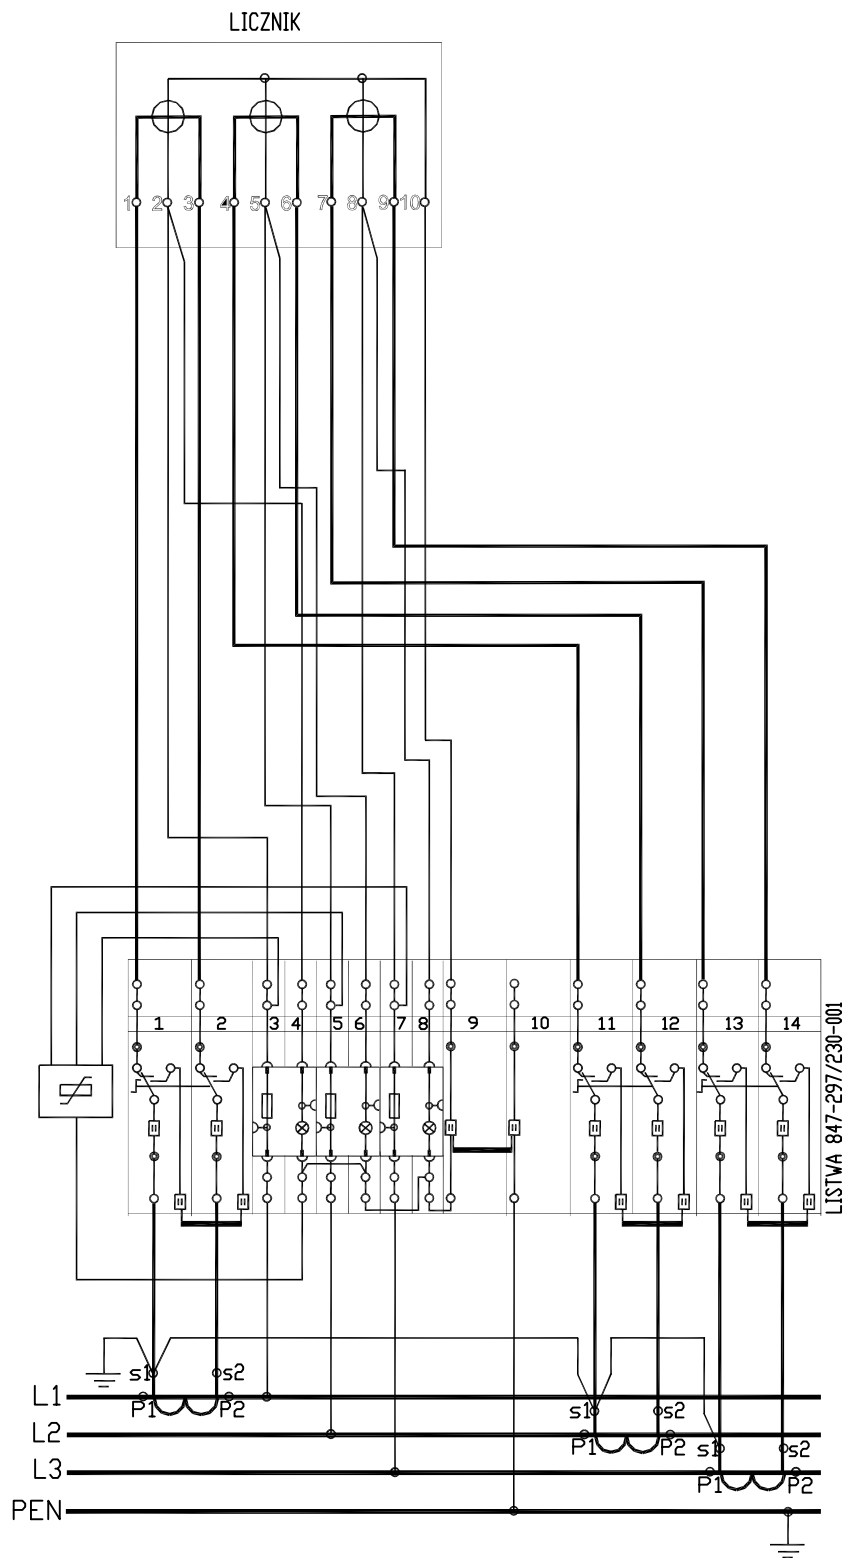 LICZNIK
1 2 3 4 5 6 7 8 9 10
1 2 3 4 5 6 7 8 9 10 11 12 13 14
LISTWA 847-297/230-001
s1 s2
L1
P1 P2
s1 s2
L2
P1 P2
s1 s2
L3
P1 P2
PEN